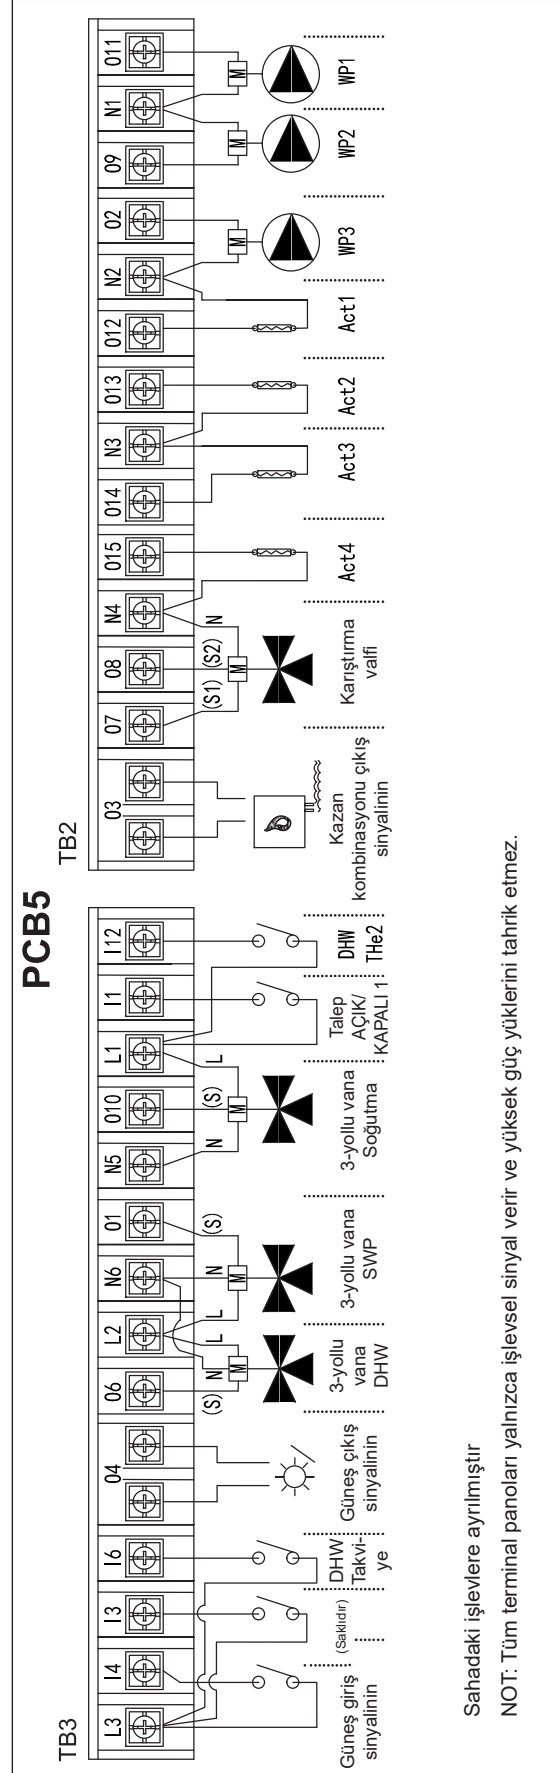 PCB5
TB3
L3
I4
I3
I6
04
06
L2
N6
01
N5
010
L1
I1
I12
(S)
N
L
L
N
(S)
N
(S)
L
M
M
M
Güneş giriş
sinyalinin
(Saklıdır)
DHW
Takvi-
ye
Güneş çıkış
sinyalinin
3-yollu
vana
DHW
3-yollu vana
SWP
3-yollu vana
Soğutma
Talep
AÇIK/
KAPALI 1
DHW
THe2
TB2
03
07
08
N4
015
014
N3
013
012
N2
02
09
N1
011
(S1)
(S2)
N
M
M
M
M
Kazan
kombinasyonu çıkış
sinyalinin
Karıştırma
valfi
Act4
Act3
Act2
Act1
WP3
WP2
WP1
Sahadaki işlevlere ayrılmıştır
NOT: Tüm terminal panoları yalnızca işlevsel sinyal verir ve yüksek güç yüklerini tahrik etmez.